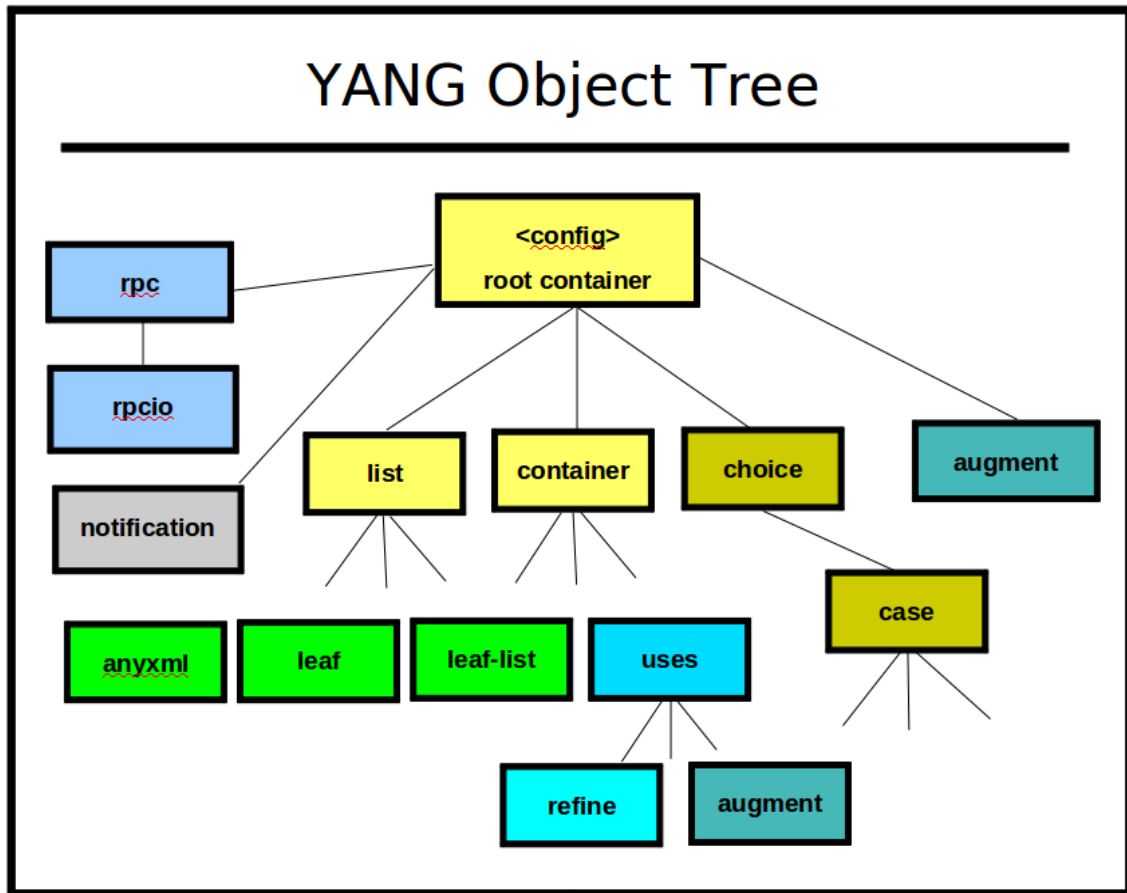 YANG Object Tree
<config>
root container
rpc
rpcio
notification
list
container
choice
augment
case
anyxml
leaf
leaf-list
uses
refine
augment